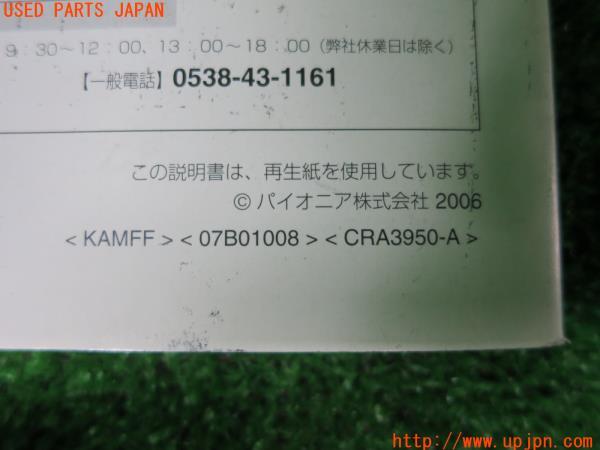 USED PARTS JAPAN
9：30〜12：00、13：00〜18：00（弊社休業日は除く）
【一般電話】0538-43-1161
この説明書は、再生紙を使用しています。
© パイオニア株式会社 2006
< KAMFF > < 07B01008 > < CRA3950-A >
http://www.upjpn.com/